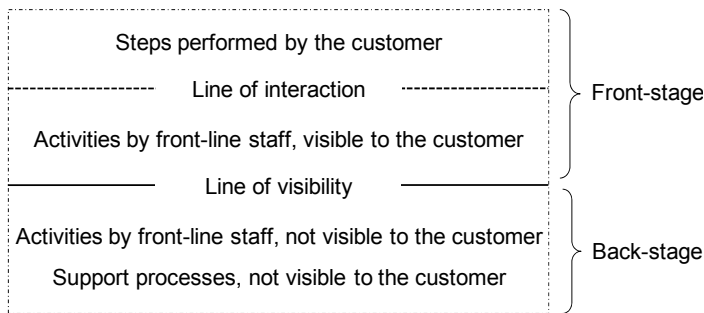 Steps performed by the customer
Line of interaction
Front-stage
Activities by front-line staff, visible to the customer
Line of visibility
Activities by front-line staff, not visible to the customer
Back-stage
Support processes, not visible to the customer